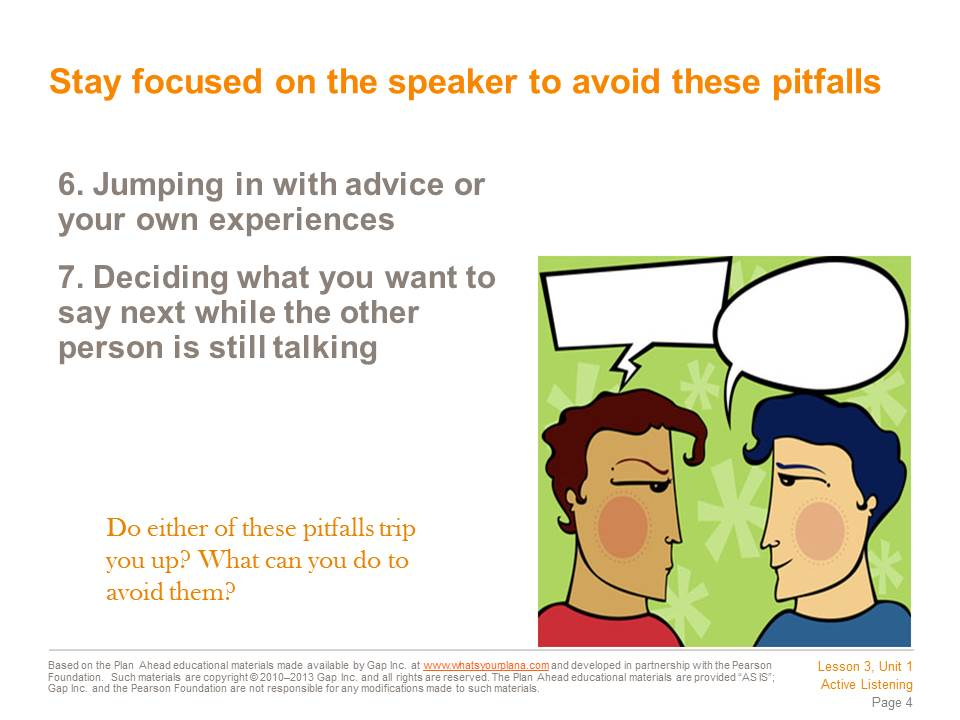 Stay focused on the speaker to avoid these pitfalls
6. Jumping in with advice or
your own experiences
7. Deciding what you want to
say next while the other
person is still talking
Do either of these pitfalls trip
you up? What can you do to
avoid them?
Based on the Plan Ahead educational materials made available by Gap Inc. at www.whatsyourplana.com and developed in partnership with the Pearson
Foundation. Such materials are copyright © 2010–2013 Gap Inc. and all rights are reserved. The Plan Ahead educational materials are provided “AS IS”;
Gap Inc. and the Pearson Foundation are not responsible for any modifications made to such materials.
Lesson 3, Unit 1
Active Listening
Page 4